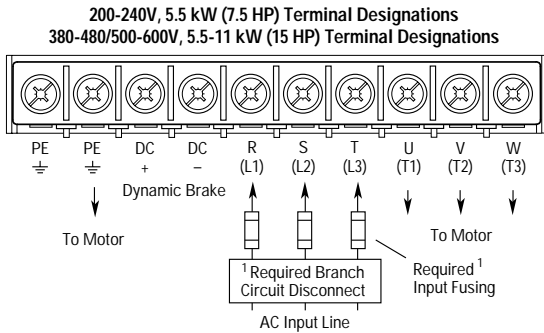 200-240V, 5.5 kW (7.5 HP) Terminal Designations
380-480/500-600V, 5.5-11 kW (15 HP) Terminal Designations
PE PE DC DC R S T U V W
+ – (L1) (L2) (L3) (T1) (T2) (T3)
Dynamic Brake
To Motor
To Motor
1 Required Branch
Circuit Disconnect
Required 1
Input Fusing
AC Input Line